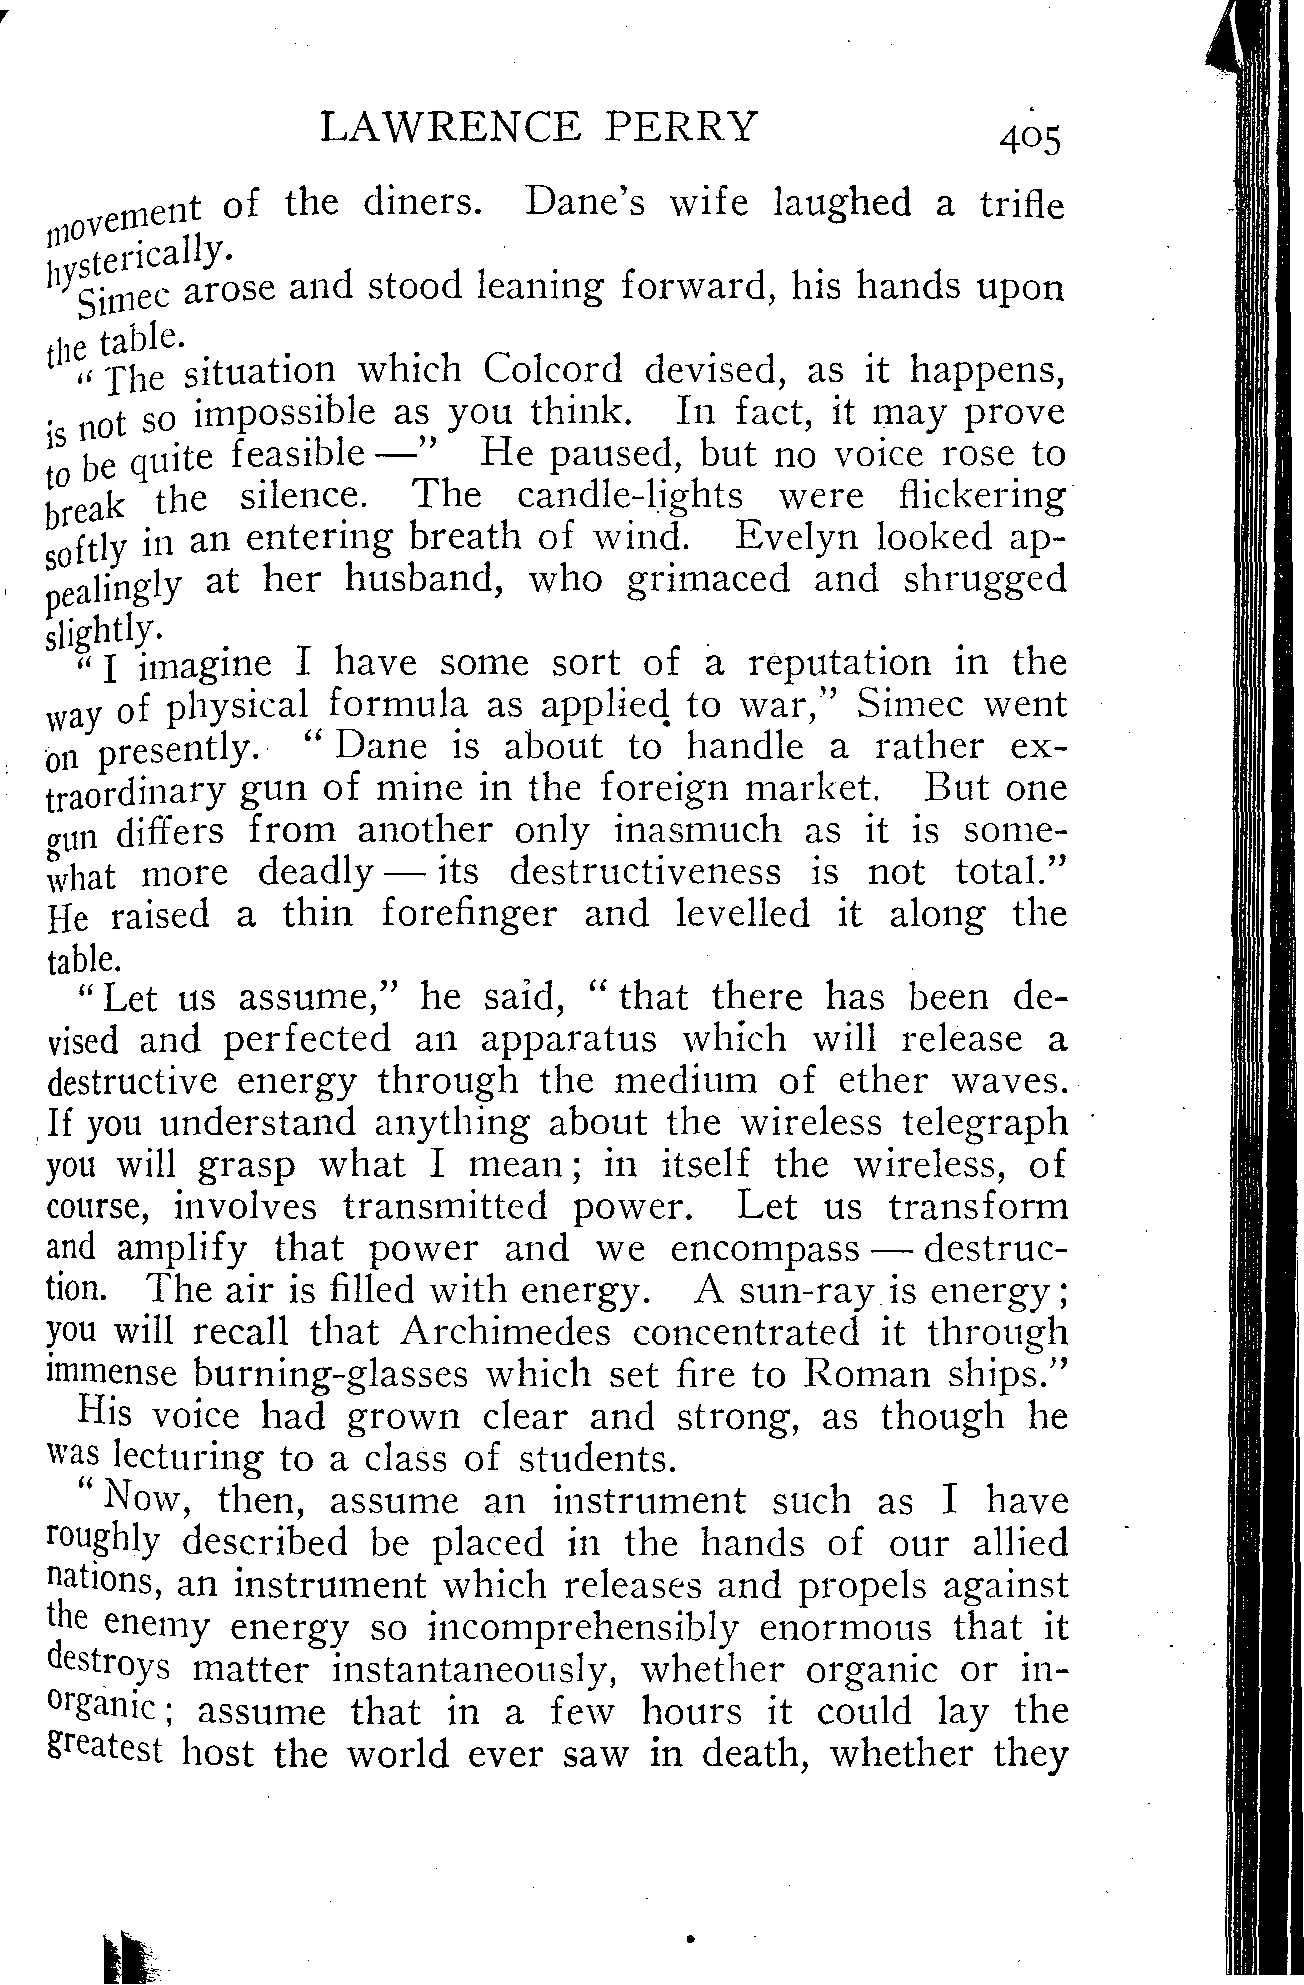 LAWRENCE PERRY 405
movement of the diners. Dane's wife laughed a trifle
hysterically.
Simec arose and stood leaning forward, his hands upon
the table.
“ The situation which Colcord devised, as it happens,
is not so impossible as you think. In fact, it may prove
to be quite feasible —” He paused, but no voice rose to
break the silence. The candle-lights were flickering
softly in an entering breath of wind. Evelyn looked ap-
pealingly at her husband, who grimaced and shrugged
slightly.
“ I imagine I have some sort of a reputation in the
way of physical formula as applied to war,” Simec went
on presently. “ Dane is about to handle a rather ex-
traordinary gun of mine in the foreign market. But one
gun differs from another only inasmuch as it is some-
what more deadly — its destructiveness is not total.”
He raised a thin forefinger and levelled it along the
table.
“ Let us assume,” he said, “ that there has been de-
vised and perfected an apparatus which will release a
destructive energy through the medium of ether waves.
If you understand anything about the wireless telegraph
you will grasp what I mean; in itself the wireless, of
course, involves transmitted power. Let us transform
and amplify that power and we encompass — destruc-
tion. The air is filled with energy. A sun-ray is energy;
you will recall that Archimedes concentrated it through
immense burning-glasses which set fire to Roman ships.”
His voice had grown clear and strong, as though he
was lecturing to a class of students.
“ Now, then, assume an instrument such as I have
roughly described be placed in the hands of our allied
nations, an instrument which releases and propels against
the enemy energy so incomprehensibly enormous that it
destroys matter instantaneously, whether organic or in-
organic; assume that in a few hours it could lay the
greatest host the world ever saw in death, whether they